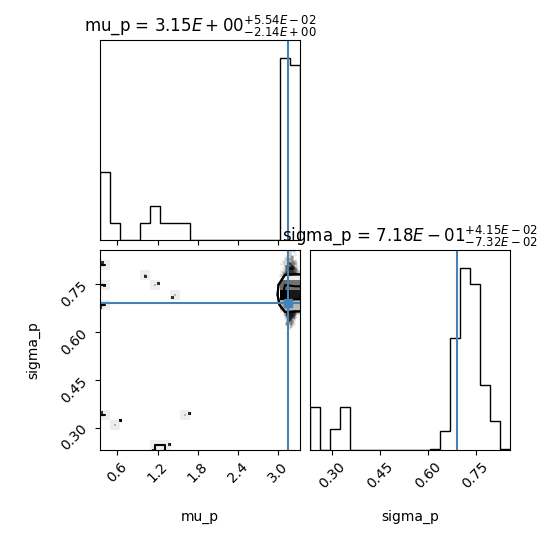 mu_p = 3.15E + 00+5.54E − 02
−2.14E + 00
sigma_p = 7.18E − 01+4.15E − 02
−7.32E − 02
0.75
0.60
0.45
0.30
sigma_p
0.6 1.2 1.8 2.4 3.0
0.30 0.45 0.60 0.75
mu_p
sigma_p